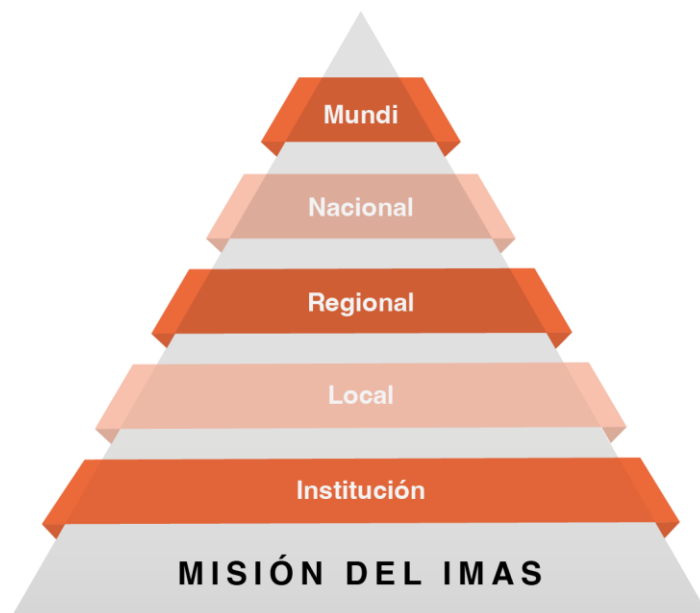 Mundi
Nacional
Regional
Local
Institución
MISIÓN DEL IMAS